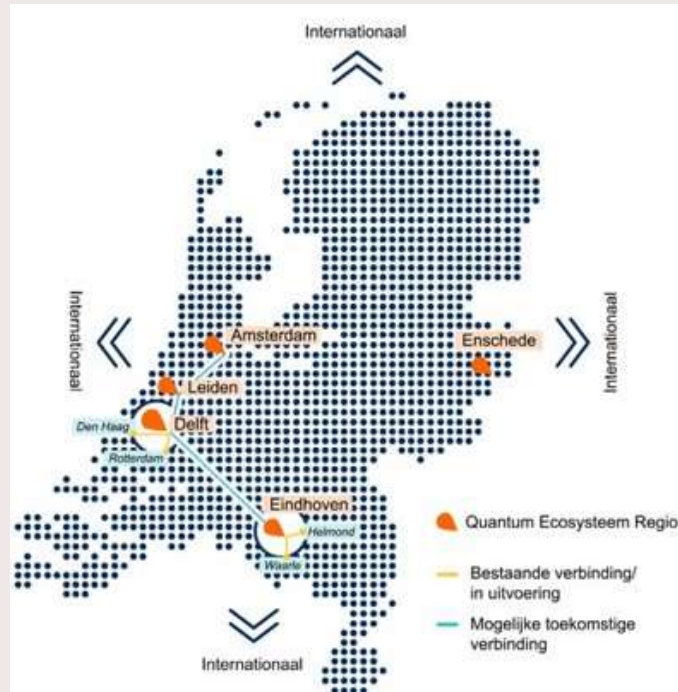 Internationaal
Internationaal
Amsterdam
Enschede
Internationaal
Leiden
Den Haag
Delft
Rotterdam
Eindhoven
Helmond
Waarle
Quantum Ecosysteem Regio
Bestaande verbinding/
in uitvoering
Mogelijke toekomstige
verbinding
Internationaal